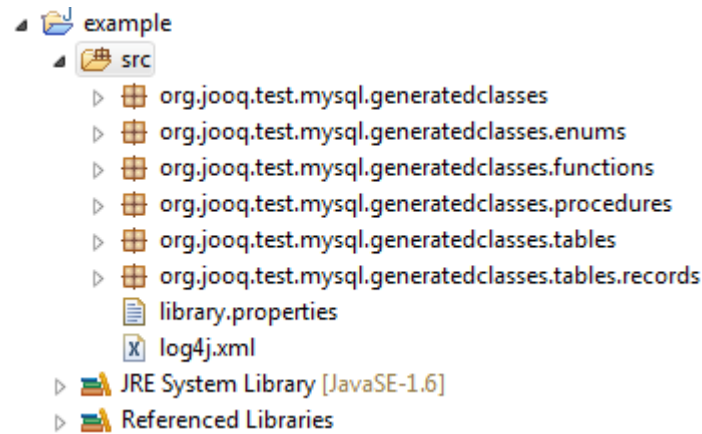 example
src
org.jooq.test.mysql.generatedclasses
org.jooq.test.mysql.generatedclasses.enums
org.jooq.test.mysql.generatedclasses.functions
org.jooq.test.mysql.generatedclasses.procedures
org.jooq.test.mysql.generatedclasses.tables
org.jooq.test.mysql.generatedclasses.tables.records
library.properties
log4j.xml
JRE System Library [JavaSE-1.6]
Referenced Libraries